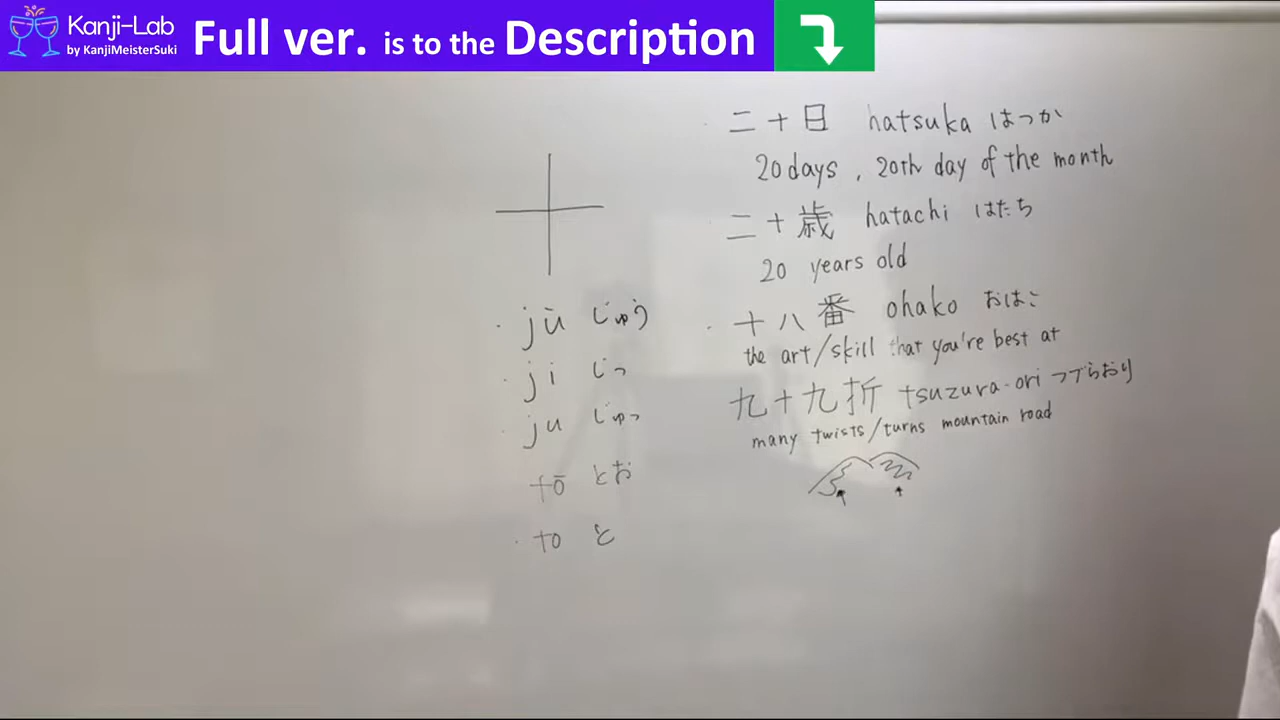 Kanji-Lab
by KanjiMeisterSuki
Full ver. is to the Description
十
jū じゅう
ji じっ
ju じゅっ
tō とお
to と
二十日 hatsuka はつか
20days, 20th day of the month
二十歳 hatachi はたち
20 years old
十八番 ohako おはこ
the art/skill that you're best at
九十九折 tsuzura-ori つづらおり
many twists/turns mountain road